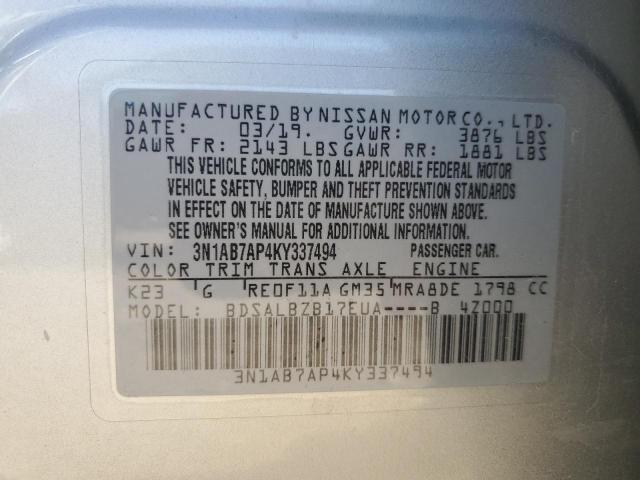 MANUFACTURED BY NISSAN MOTOR CO., LTD.
DATE: 03/19. GVWR: 3876 LBS
GAWR FR: 2143 LBS GAWR RR: 1881 LBS
THIS VEHICLE CONFORMS TO ALL APPLICABLE FEDERAL MOTOR
VEHICLE SAFETY, BUMPER AND THEFT PREVENTION STANDARDS
IN EFFECT ON THE DATE OF MANUFACTURE SHOWN ABOVE.
SEE OWNER'S MANUAL FOR ADDITIONAL INFORMATION.
VIN: 3N1AB7AP4KY337494 PASSENGER CAR.
COLOR TRIM TRANS AXLE ENGINE
K23 G RE0F11A GM35 MRA8DE 1798 CC
MODEL: BDSALBZB17EUA----B 4Z000
3N1AB7AP4KY337494